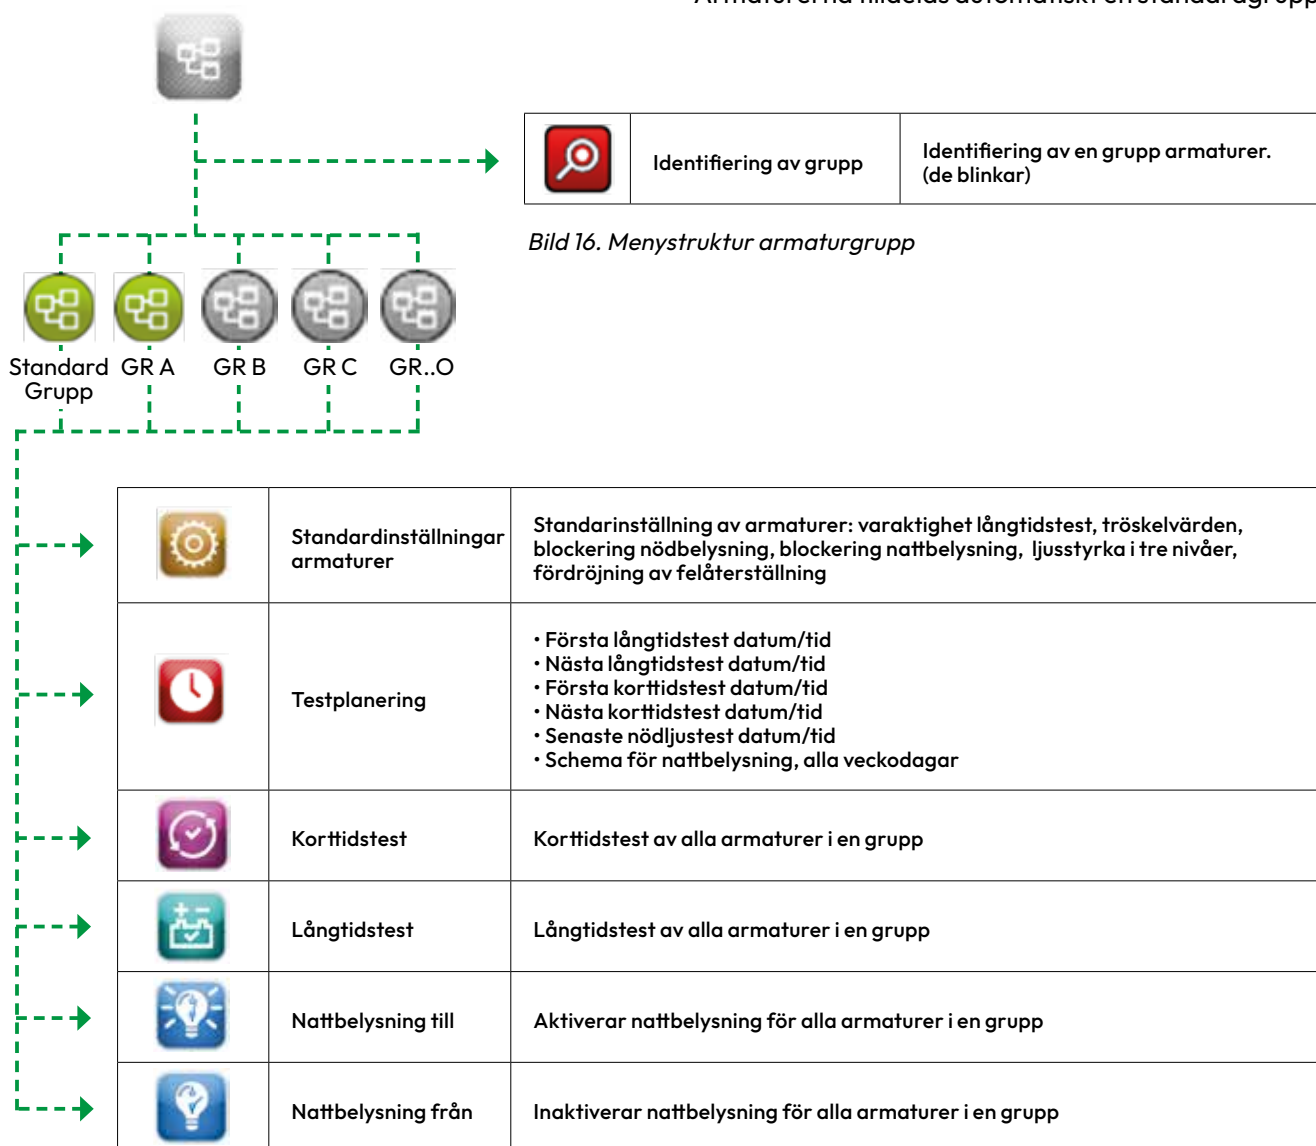 Armaturerna tilldelas automatiskt en standardgrupp
Identifiering av grupp
Identifiering av en grupp armaturer.
(de blinkar)
Bild 16. Menystruktur armaturgrupp
Standard Grupp
GR A
GR B
GR C
GR..O
Standardinställningar
armaturer
Standarinställning av armaturer: varaktighet långtidstest, tröskelvärden,
blockering nödbelysning, blockering nattbelysning, ljusstyrka i tre nivåer,
fördröjning av felåterställning
Testplanering
• Första långtidstest datum/tid
• Nästa långtidstest datum/tid
• Första korttidstest datum/tid
• Nästa korttidstest datum/tid
• Senaste nödljustest datum/tid
• Schema för nattbelysning, alla veckodagar
Korttidstest
Korttidstest av alla armaturer i en grupp
Långtidstest
Långtidstest av alla armaturer i en grupp
Nattbelysning till
Aktiverar nattbelysning för alla armaturer i en grupp
Nattbelysning från
Inaktiverar nattbelysning för alla armaturer i en grupp